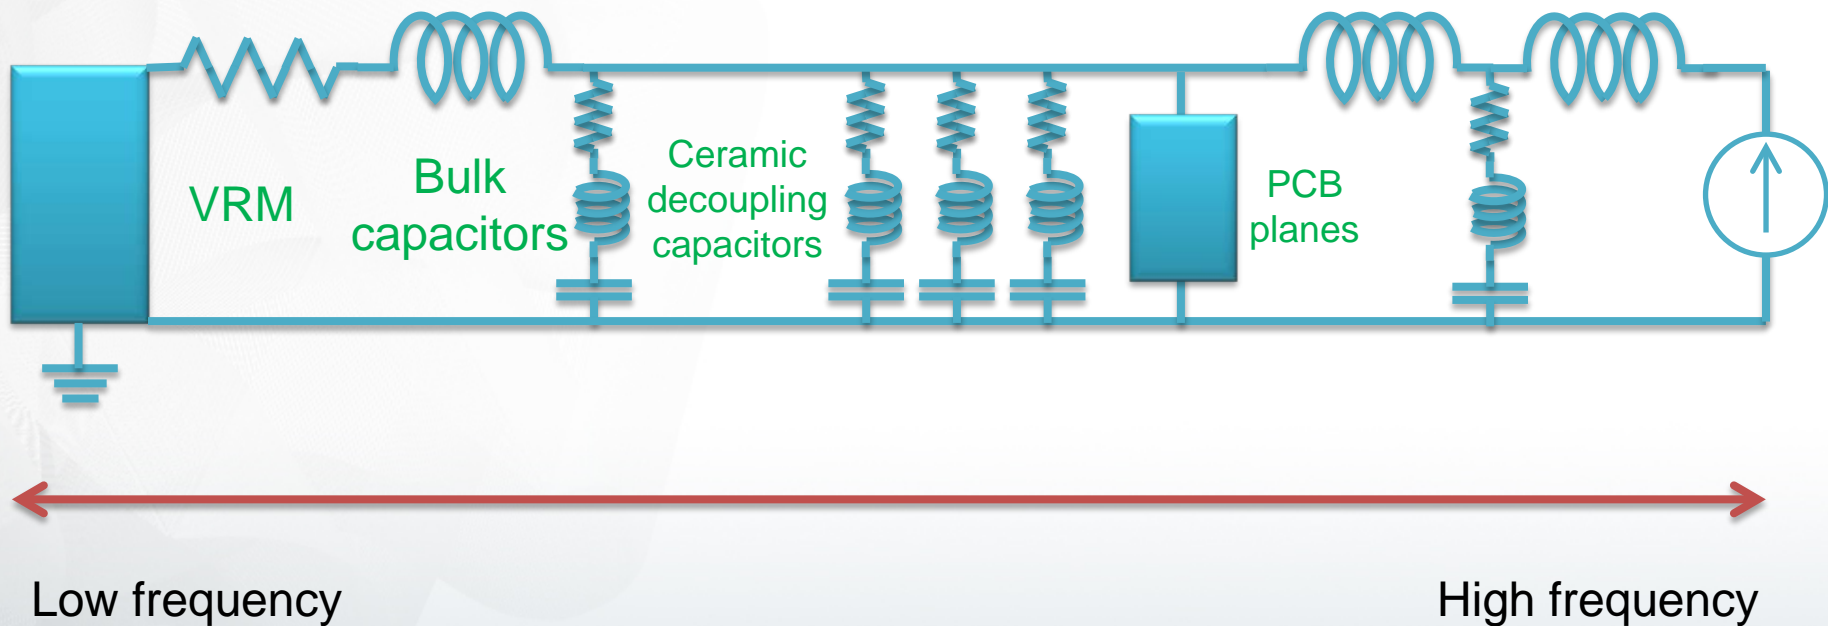 VRM
Bulk
capacitors
Ceramic
decoupling
capacitors
PCB
planes
Low frequency
High frequency